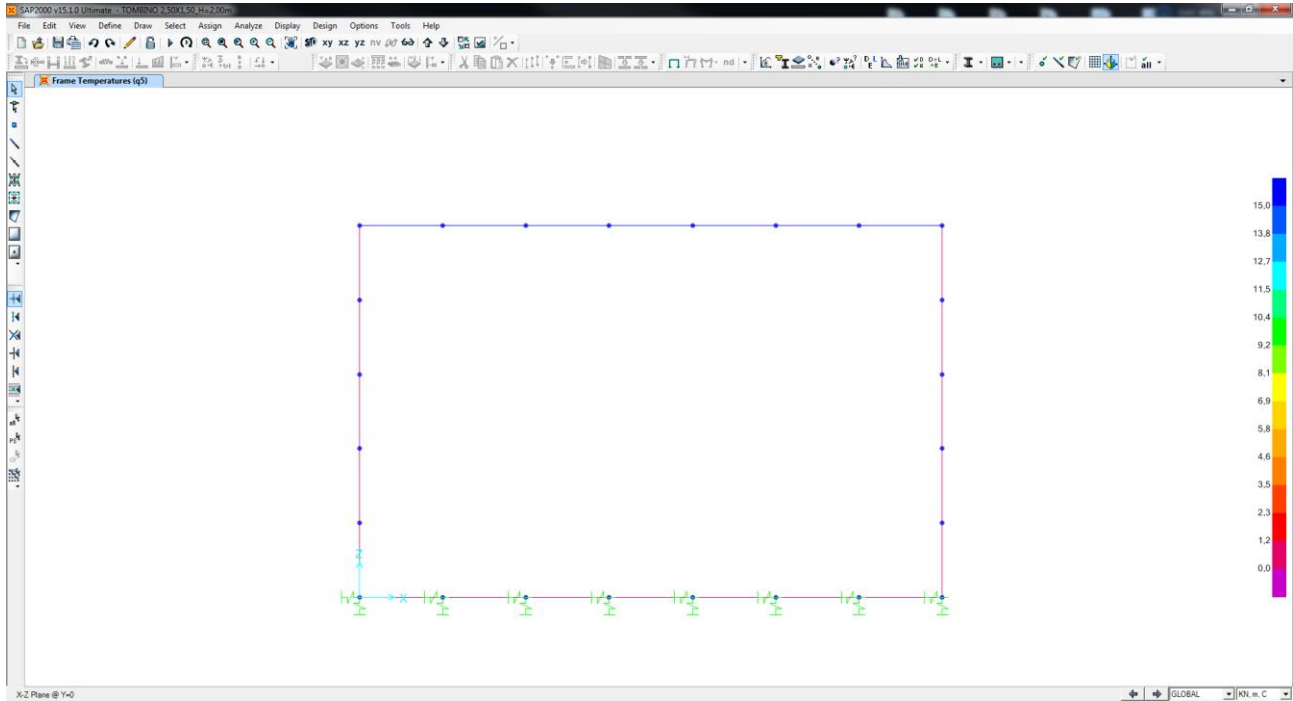 SAP2000 v15.1.0 Ultimate - TOMBINO 2,50X1,50_H=2,00m
File Edit View Define Draw Select Assign Analyze Display Design Options Tools Help
xy xz yz nv
nd
all
Frame Temperatures (q5)
15,0
13,8
12,7
11,5
10,4
9,2
8,1
6,9
5,8
4,6
3,5
2,3
1,2
0,0
Z
X
X-Z Plane @ Y=0
GLOBAL
KN, m, C